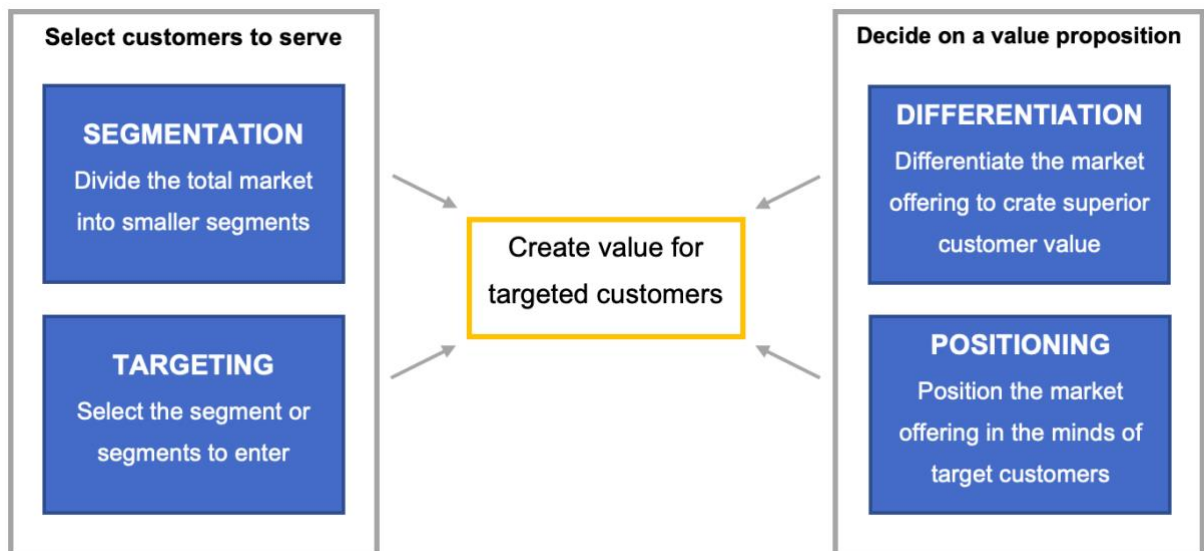 Select customers to serve
SEGMENTATION
Divide the total market
into smaller segments
TARGETING
Select the segment or
segments to enter
Create value for
targeted customers
Decide on a value proposition
DIFFERENTIATION
Differentiate the market
offering to crate superior
customer value
POSITIONING
Position the market
offering in the minds of
target customers